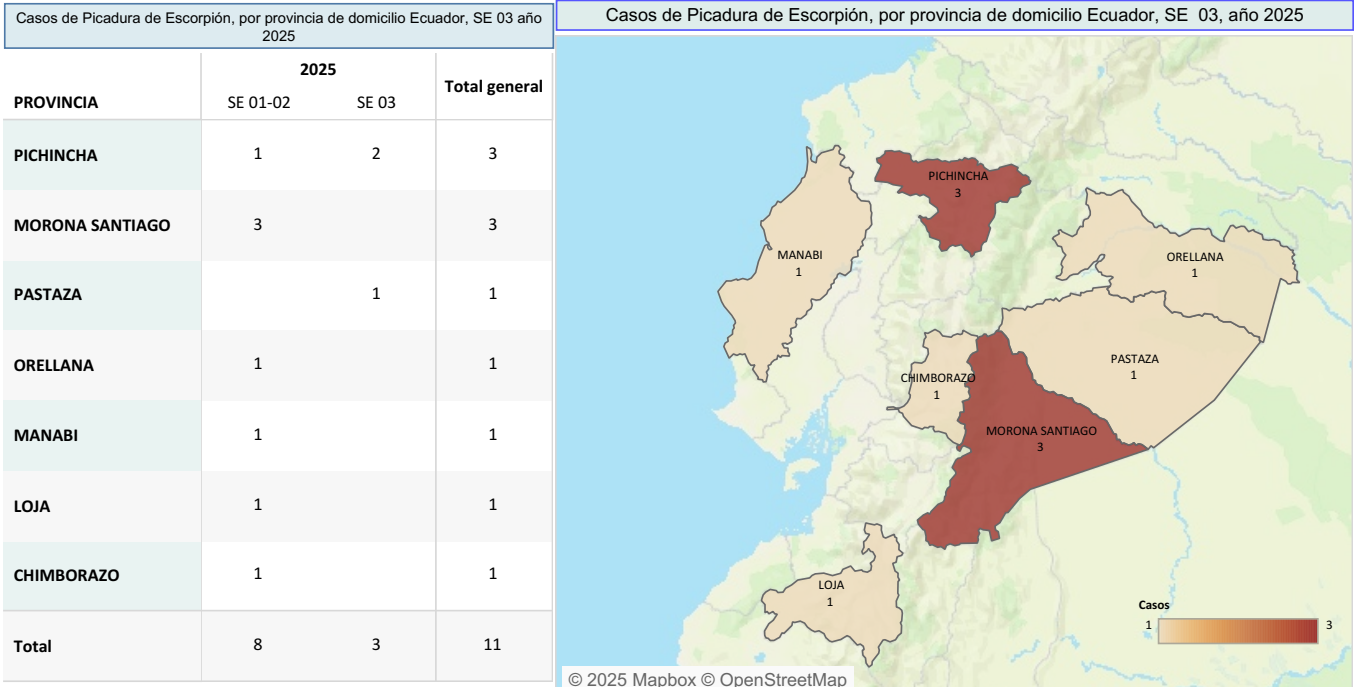 Casos de Picadura de Escorpión, por provincia de domicilio Ecuador, SE 03 año
2025
2025
Total general
PROVINCIA SE 01-02 SE 03
PICHINCHA 1 2 3
MORONA SANTIAGO 3 3
PASTAZA 1 1
ORELLANA 1 1
MANABI 1 1
LOJA 1 1
CHIMBORAZO 1 1
Total 8 3 11
Casos de Picadura de Escorpión, por provincia de domicilio Ecuador, SE 03, año 2025
PICHINCHA
3
MANABI
1
ORELLANA
1
PASTAZA
1
CHIMBORAZO
1
MORONA SANTIAGO
3
LOJA
1
Casos
1 3
© 2025 Mapbox © OpenStreetMap